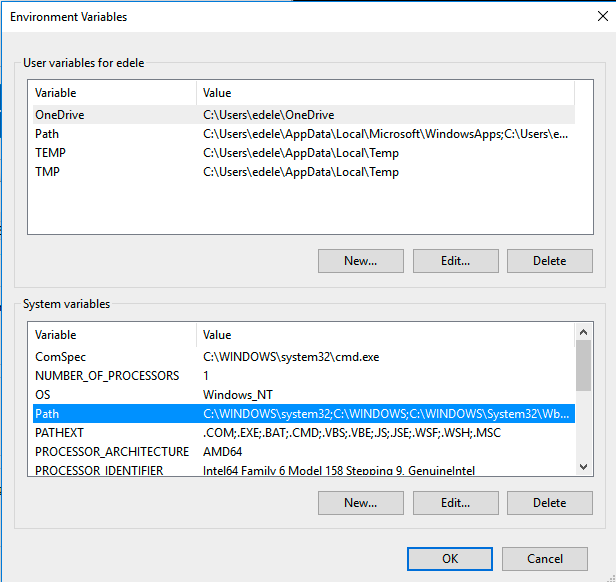 Environment Variables
User variables for edele
Variable Value
OneDrive C:\Users\edele\OneDrive
Path C:\Users\edele\AppData\Local\Microsoft\WindowsApps;C:\Users\e...
TEMP C:\Users\edele\AppData\Local\Temp
TMP C:\Users\edele\AppData\Local\Temp
New... Edit... Delete
System variables
Variable Value
ComSpec C:\WINDOWS\system32\cmd.exe
NUMBER_OF_PROCESSORS 1
OS Windows_NT
Path C:\WINDOWS\system32;C:\WINDOWS;C:\WINDOWS\System32\Wb...
PATHEXT .COM;.EXE;.BAT;.CMD;.VBS;.VBE;.JS;.JSE;.WSF;.WSH;.MSC
PROCESSOR_ARCHITECTURE AMD64
PROCESSOR_IDENTIFIER Intel64 Family 6 Model 158 Stepping 9, GenuineIntel
New... Edit... Delete
OK Cancel